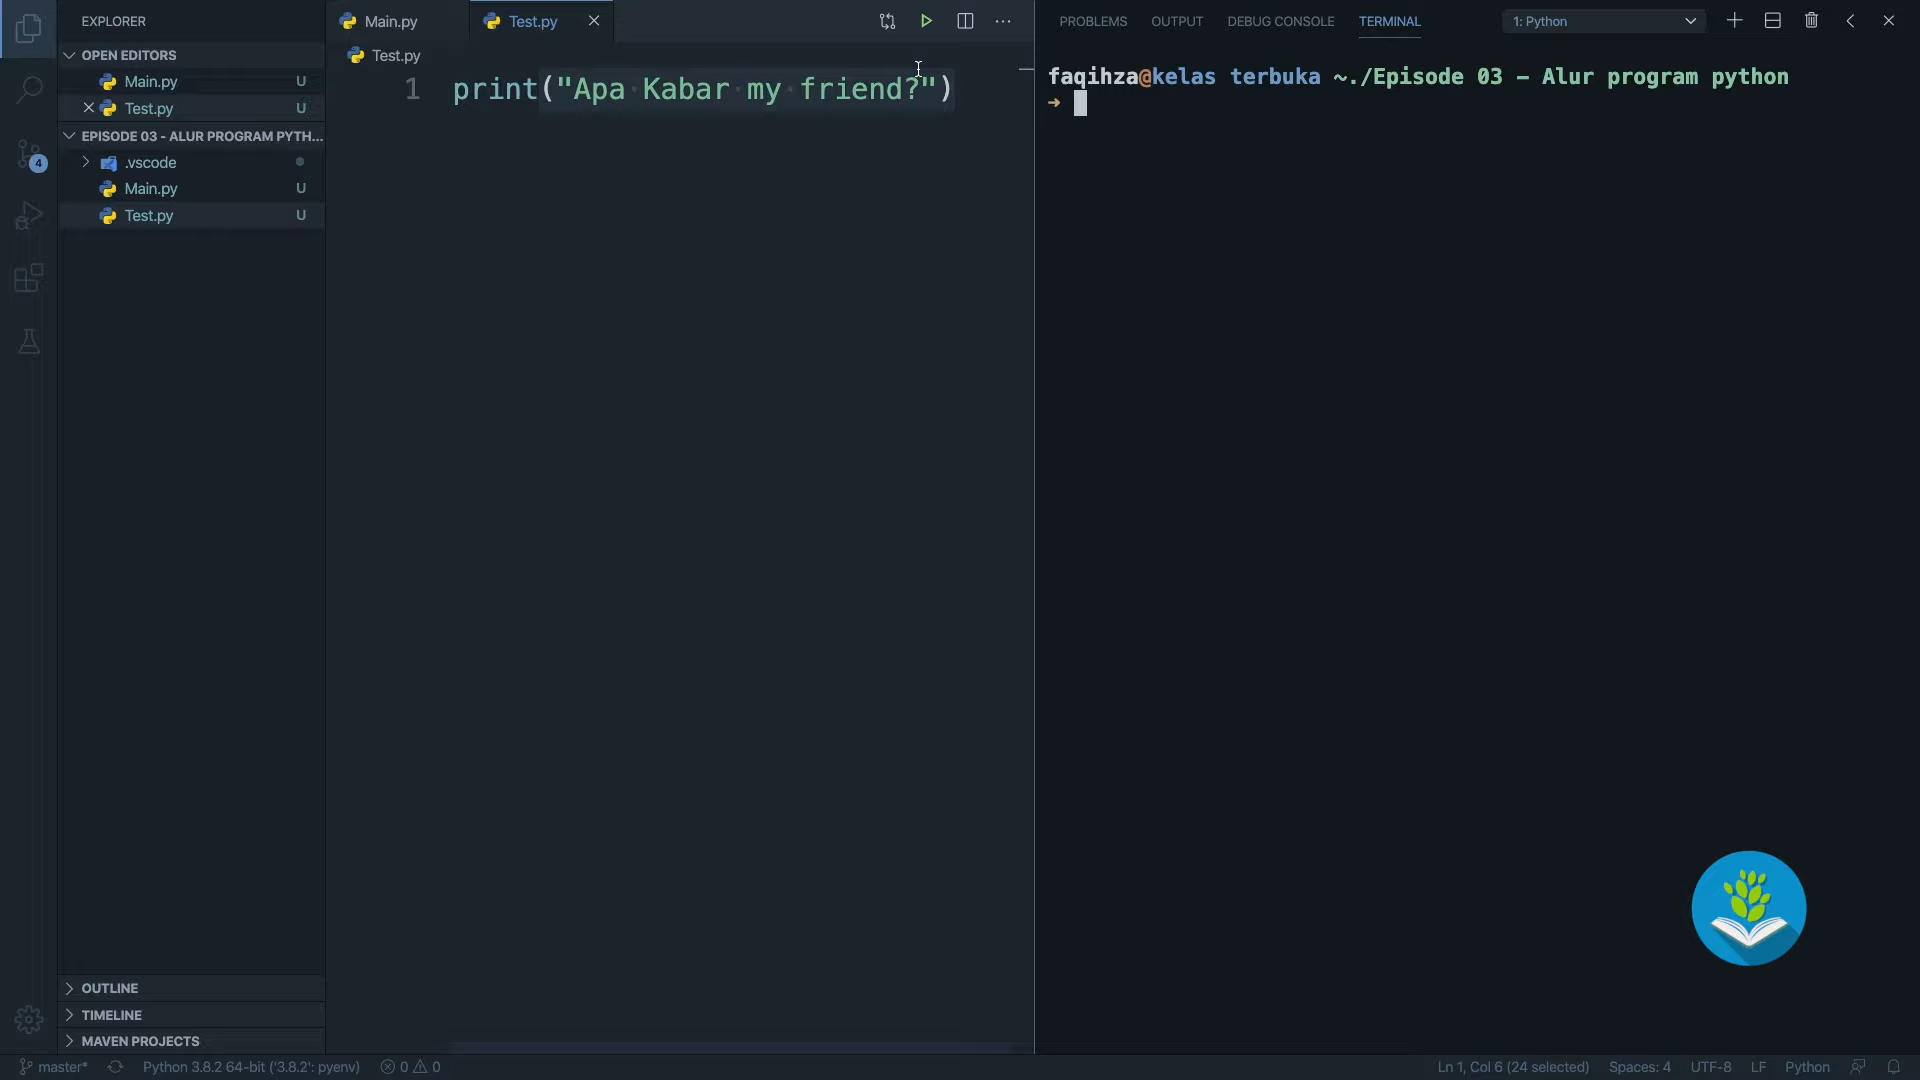 EXPLORER
OPEN EDITORS
Main.py U
Test.py U
EPISODE 03 - ALUR PROGRAM PYTH...
.vscode
Main.py U
Test.py U
4
OUTLINE
TIMELINE
MAVEN PROJECTS
Main.py
Test.py
Test.py
1 print("Apa Kabar my friend?")
PROBLEMS OUTPUT DEBUG CONSOLE TERMINAL
1: Python
faqihza@kelas terbuka ~./Episode 03 – Alur program python
➜
master* Python 3.8.2 64-bit ('3.8.2': pyenv) 0 0 Ln 1, Col 6 (24 selected) Spaces: 4 UTF-8 LF Python